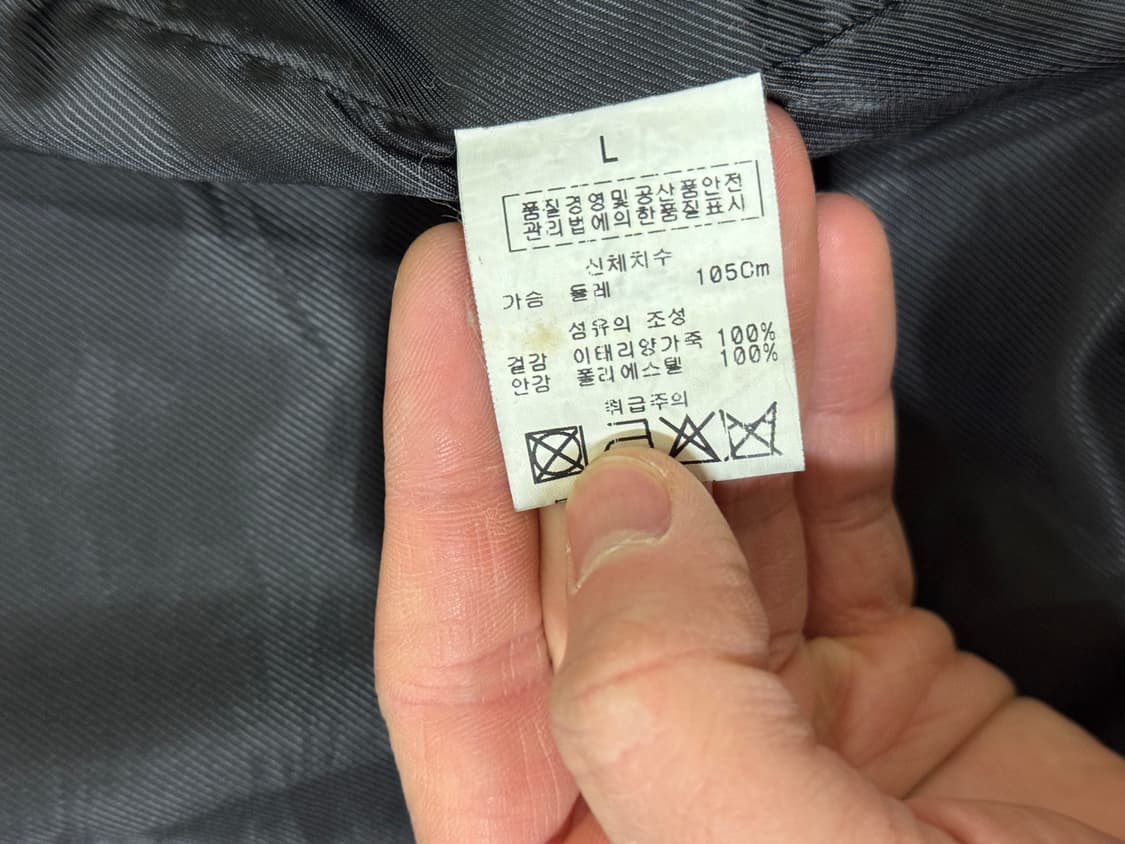 L
품질경영및공산품안전
관리법에의한품질표시
신체치수
가슴 둘레 105Cm
섬유의 조성
겉감 이태리양가죽 100%
안감 폴리에스텔 100%
취급주의